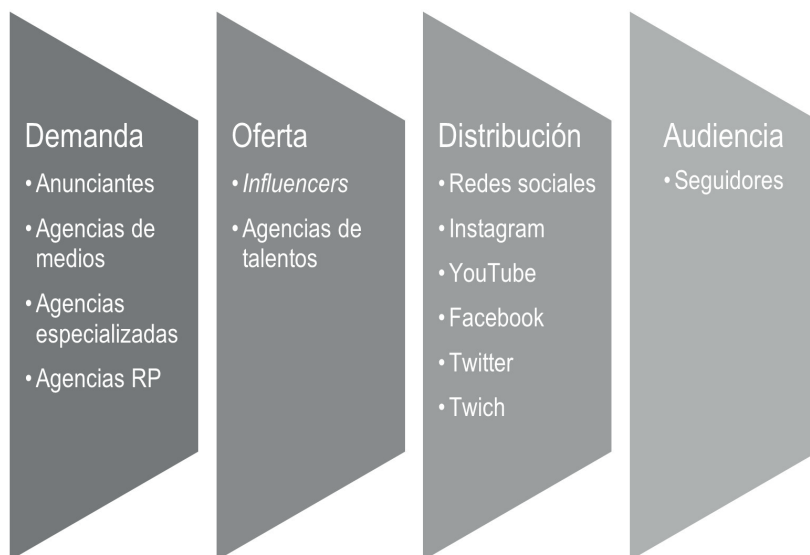 Demanda
• Anunciantes
• Agencias de
medios
• Agencias
especializadas
• Agencias RP
Oferta
• Influencers
• Agencias de
talentos
Distribución
• Redes sociales
• Instagram
• YouTube
• Facebook
• Twitter
• Twich
Audiencia
• Seguidores